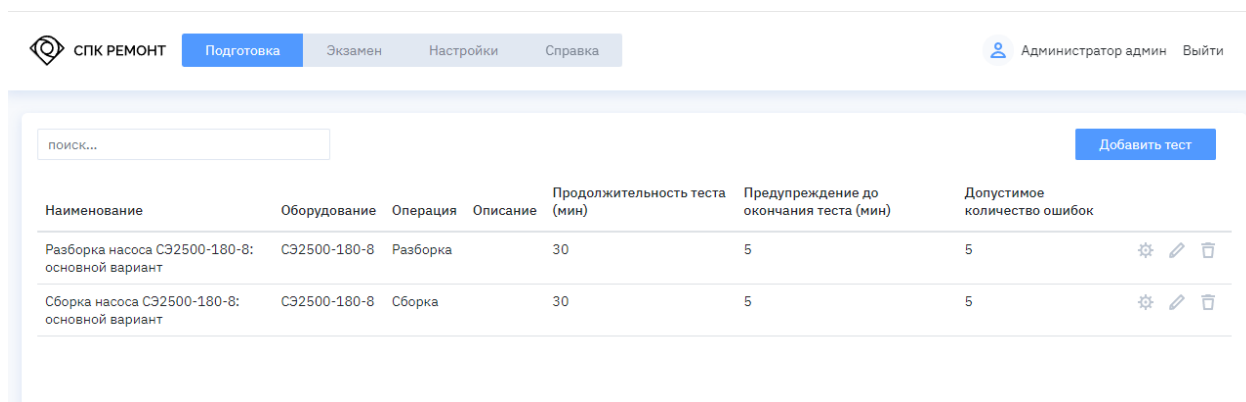 СПК РЕМОНТ Подготовка Экзамен Настройки Справка Администратор админ Выйти
поиск... Добавить тест
Наименование Оборудование Операция Описание Продолжительность теста (мин) Предупреждение до окончания теста (мин) Допустимое количество ошибок
Разборка насоса СЭ2500-180-8: СЭ2500-180-8 Разборка 30 5 5
основной вариант
Сборка насоса СЭ2500-180-8: СЭ2500-180-8 Сборка 30 5 5
основной вариант